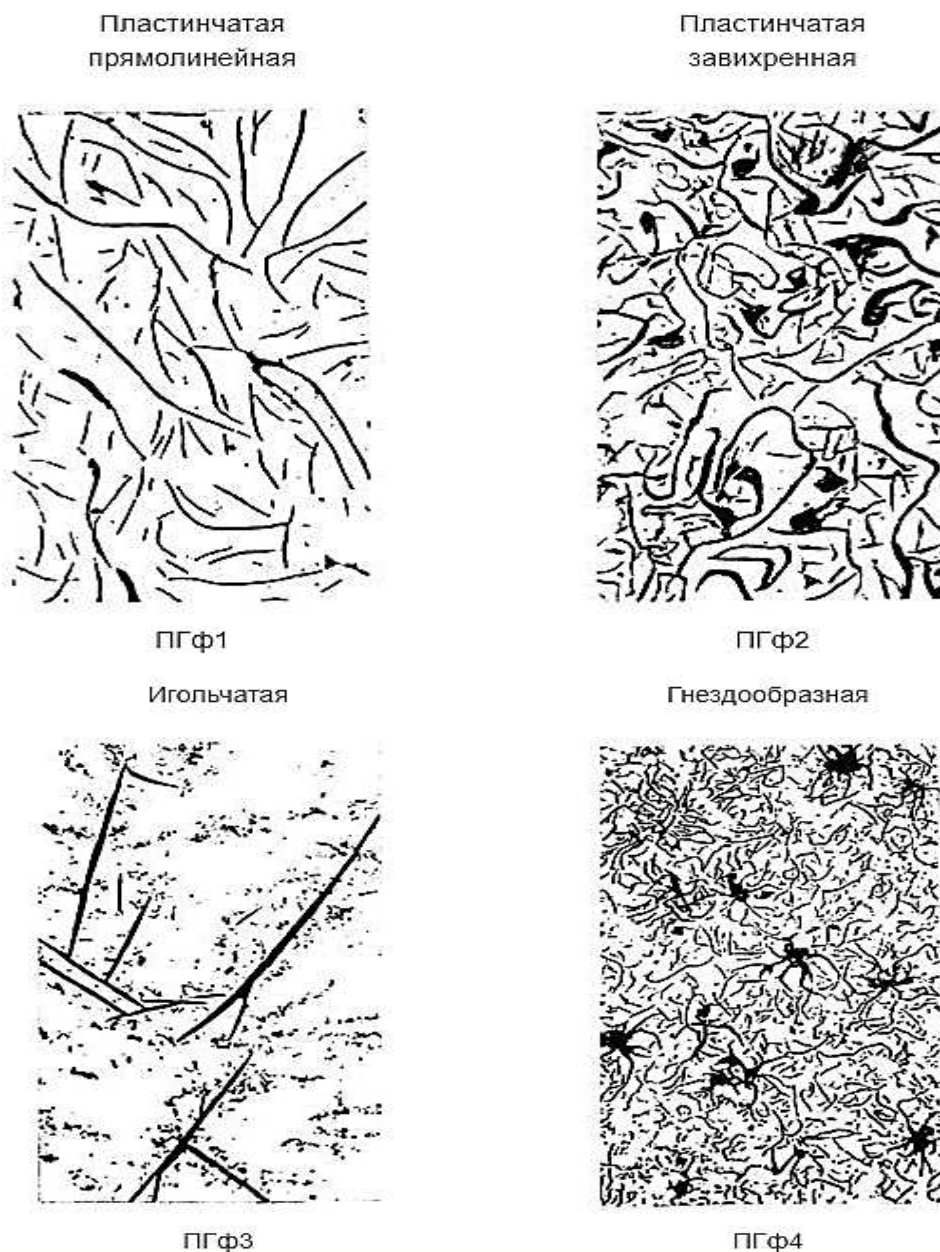 Пластинчатая
прямолинейная
Пластинчатая
завихренная
ПГф1
ПГф2
Игольчатая
Гнездообразная
ПГф3
ПГф4